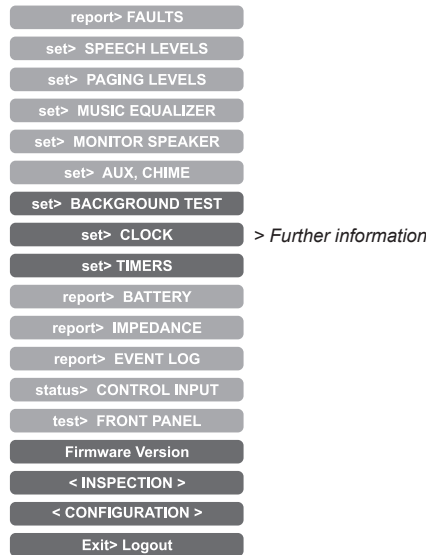 report> FAULTS
set> SPEECH LEVELS
set> PAGING LEVELS
set> MUSIC EQUALIZER
set> MONITOR SPEAKER
set> AUX, CHIME
set> BACKGROUND TEST
set> CLOCK > Further information
set> TIMERS
report> BATTERY
report> IMPEDANCE
report> EVENT LOG
status> CONTROL INPUT
test> FRONT PANEL
Firmware Version
< INSPECTION >
< CONFIGURATION >
Exit> Logout